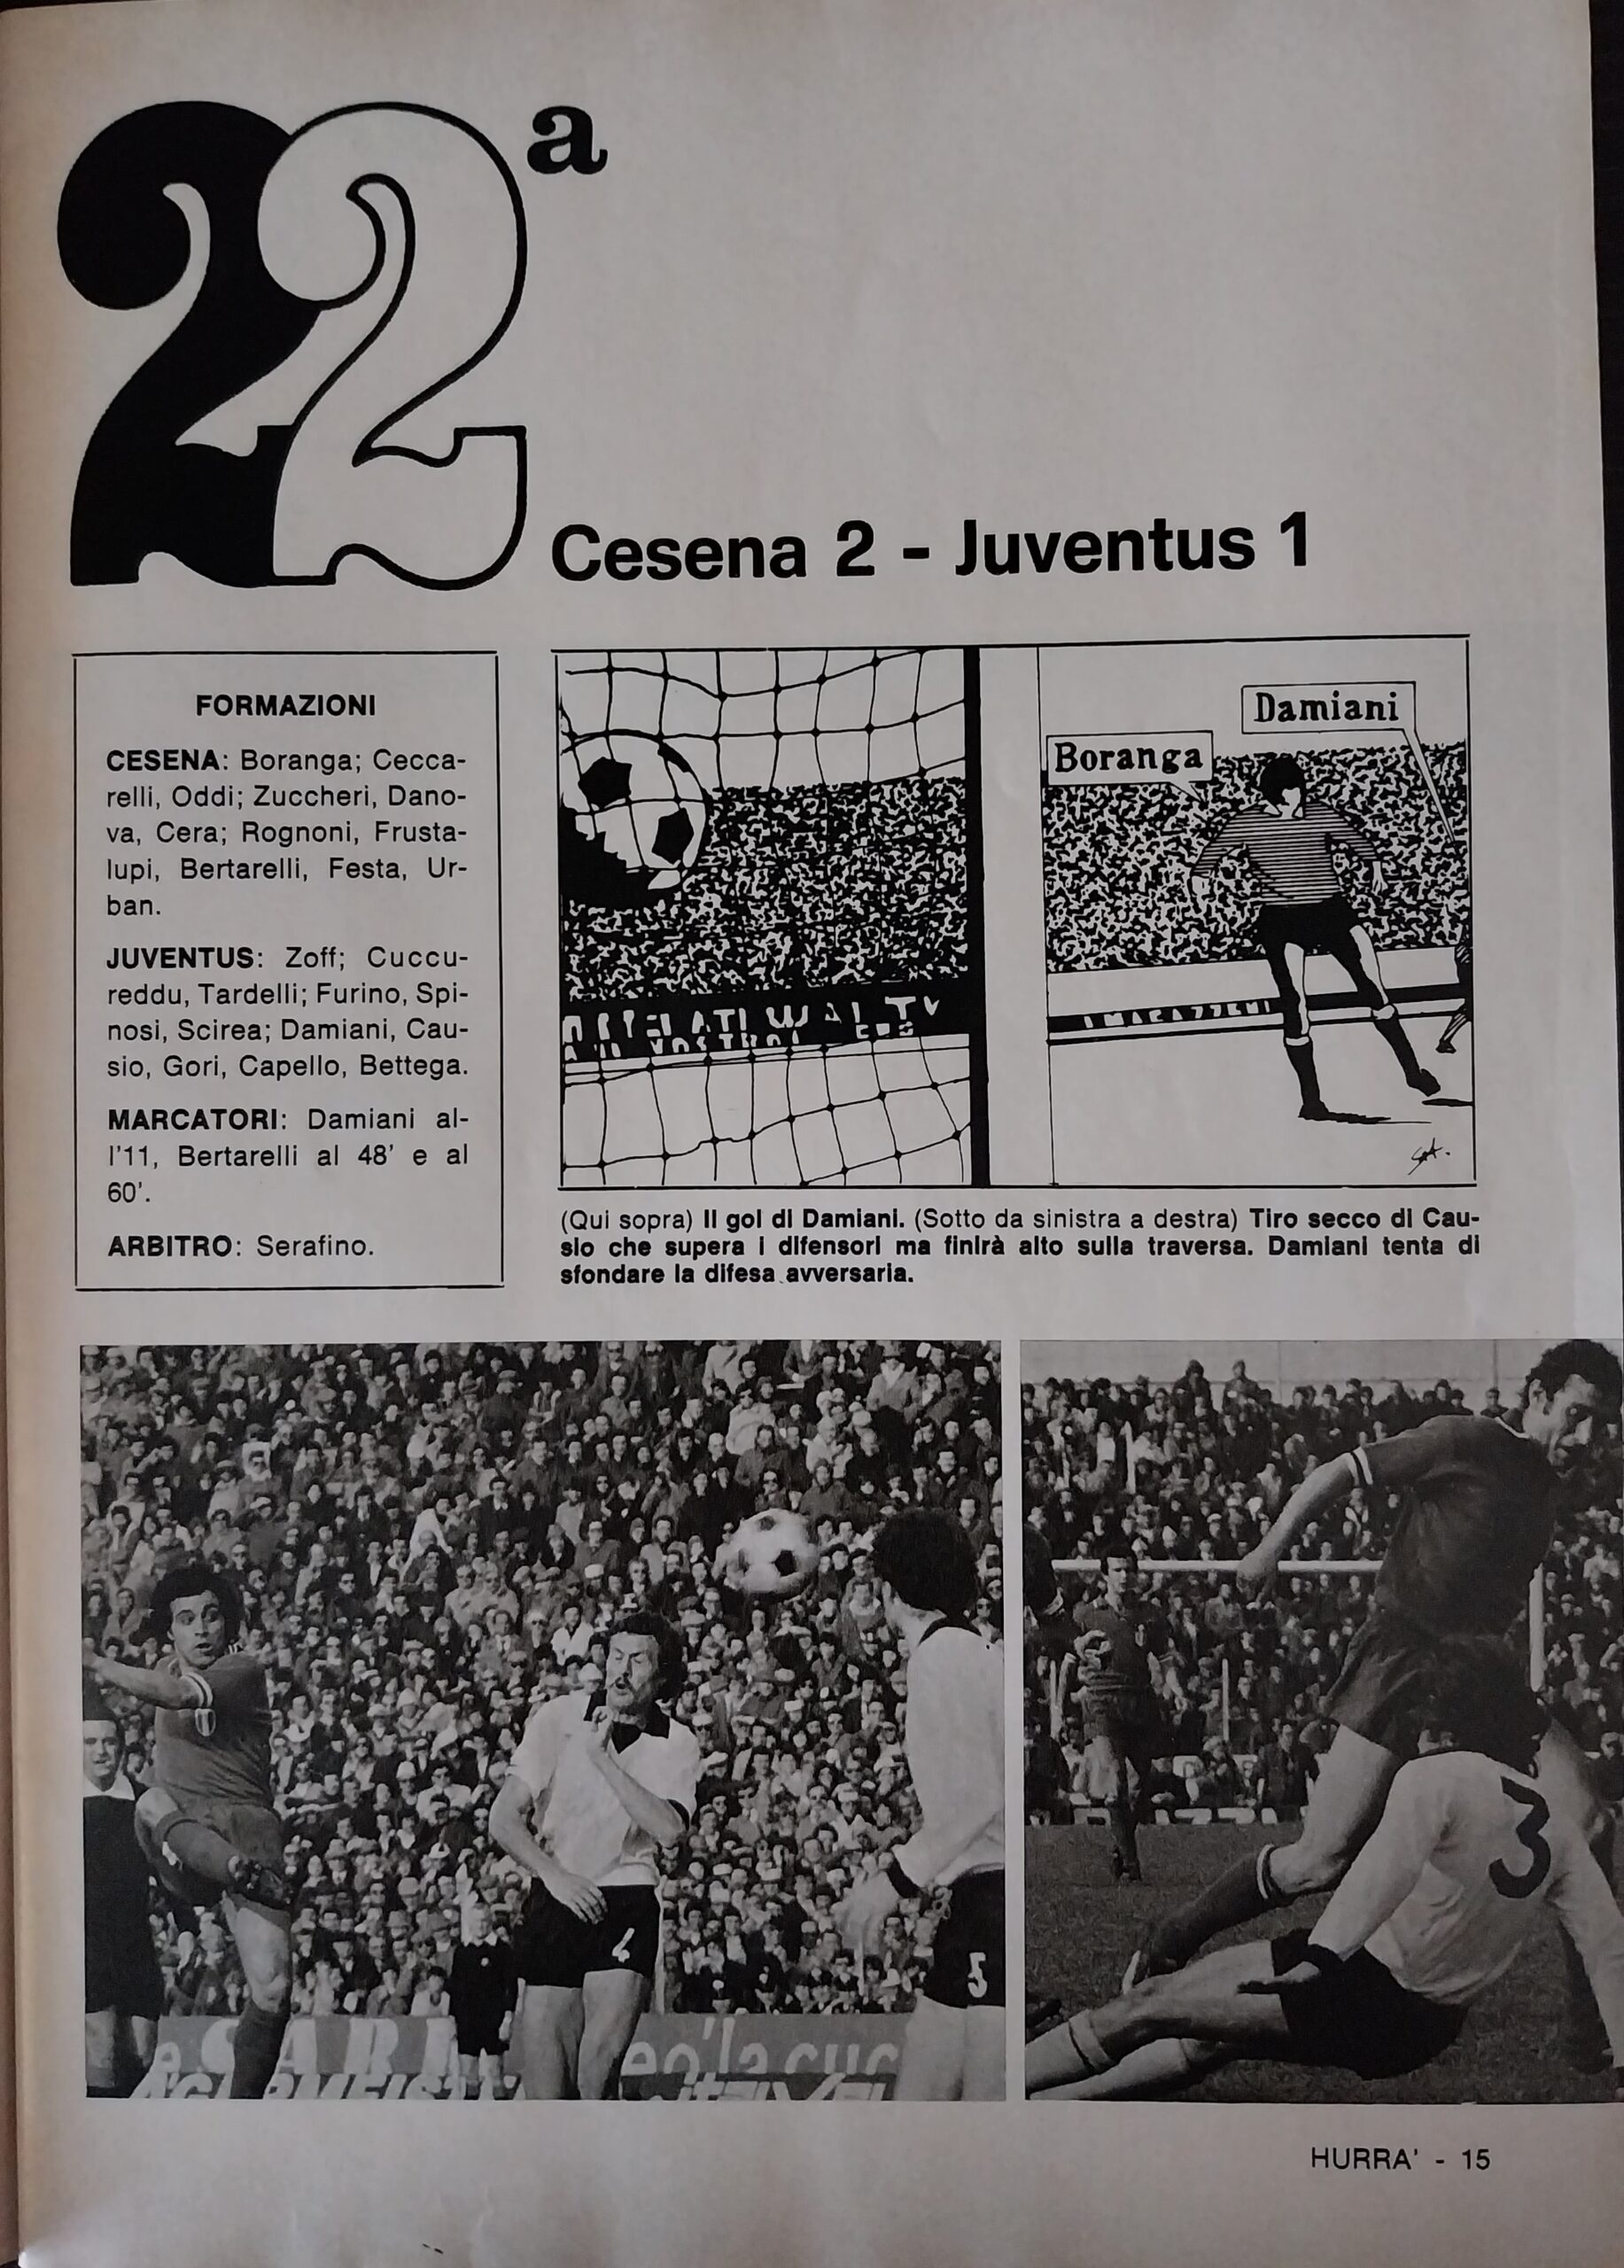 22a
Cesena 2 - Juventus 1
FORMAZIONI
CESENA: Boranga; Cecca-
relli, Oddi; Zuccheri, Dano-
va, Cera; Rognoni, Frusta-
lupi, Bertarelli, Festa, Ur-
ban.
JUVENTUS: Zoff; Cuccu-
reddu, Tardelli; Furino, Spi-
nosi, Scirea; Damiani, Cau-
sio, Gori, Capello, Bettega.
MARCATORI: Damiani al-
l'11, Bertarelli al 48' e al
60'.
ARBITRO: Serafino.
Damiani
Boranga
(Qui sopra) Il gol di Damiani. (Sotto da sinistra a destra) Tiro secco di Cau-
sio che supera i difensori ma finirà alto sulla traversa. Damiani tenta di
sfondare la difesa avversaria.
4
5
3
HURRA' - 15